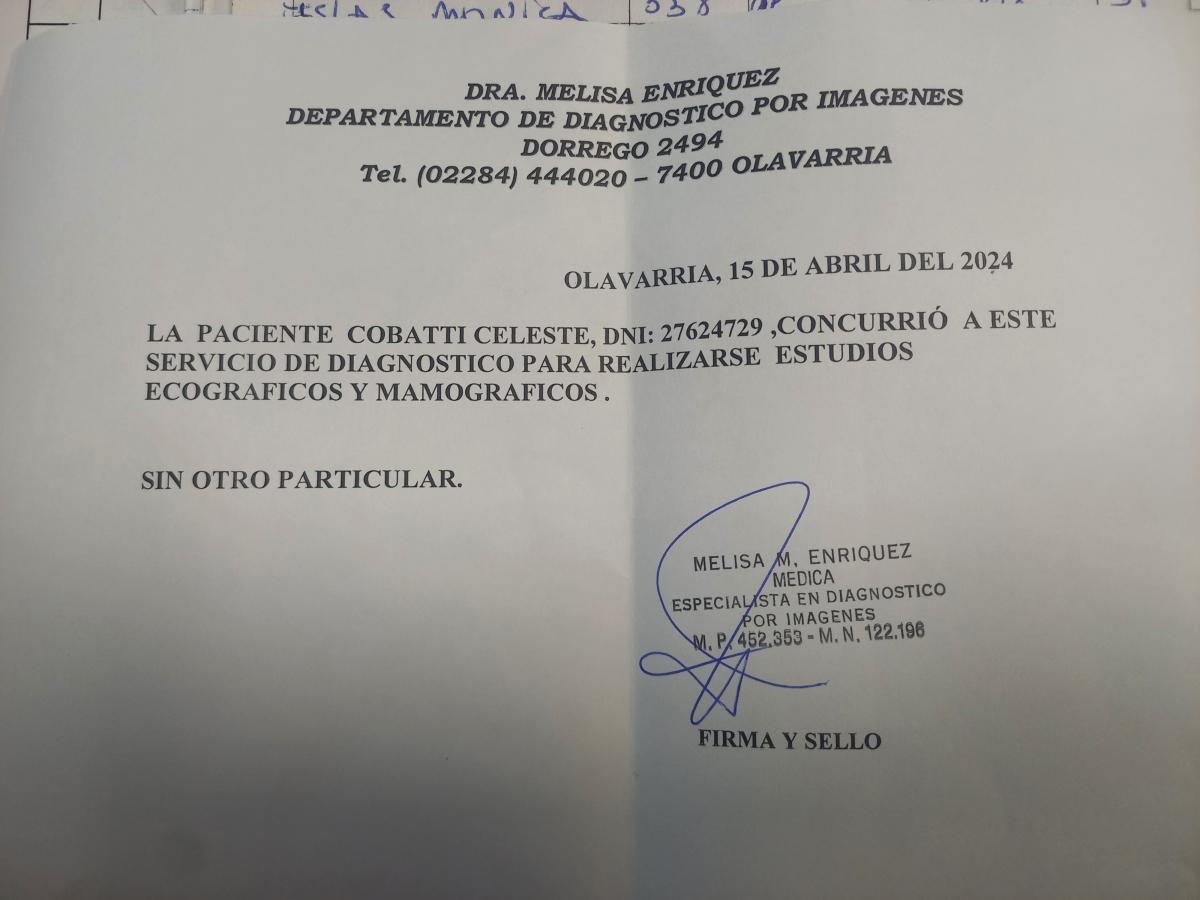 MONICA
DRA. MELISA ENRIQUEZ
DEPARTAMENTO DE DIAGNOSTICO POR IMAGENES
DORREGO 2494
Tel. (02284) 444020 – 7400 OLAVARRIA
OLAVARRIA, 15 DE ABRIL DEL 2024
LA PACIENTE COBATTI CELESTE, DNI: 27624729 ,CONCURRIÓ A ESTE
SERVICIO DE DIAGNOSTICO PARA REALIZARSE ESTUDIOS
ECOGRAFICOS Y MAMOGRAFICOS .
SIN OTRO PARTICULAR.
MELISA M. ENRIQUEZ
MEDICA
ESPECIALISTA EN DIAGNOSTICO
POR IMAGENES
M. P. 452.353 - M. N. 122.196
FIRMA Y SELLO